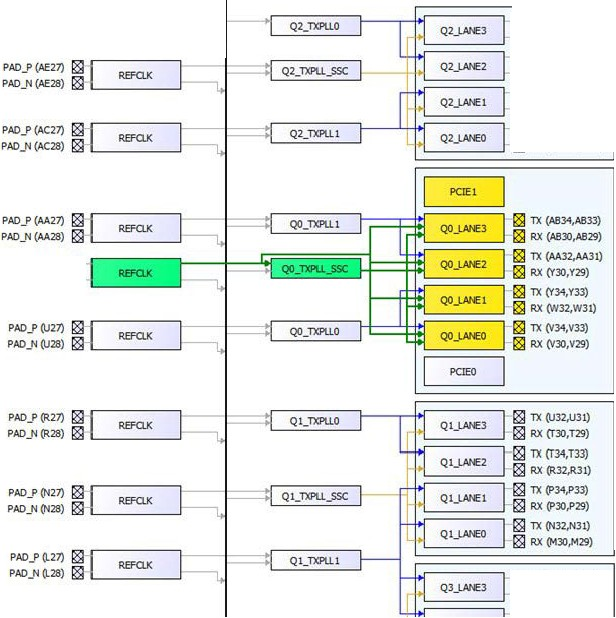 Q2_TXPLL0
Q2_LANE3
PAD_P (AE27)
PAD_N (AE28)
REFCLK
Q2_TXPLL_SSC
Q2_LANE2
Q2_LANE1
PAD_P (AC27)
PAD_N (AC28)
REFCLK
Q2_TXPLL1
Q2_LANE0
PCIE1
PAD_P (AA27)
PAD_N (AA28)
REFCLK
Q0_TXPLL1
Q0_LANE3
TX (AB34,AB33)
RX (AB30,AB29)
REFCLK
Q0_TXPLL_SSC
Q0_LANE2
TX (AA32,AA31)
RX (Y30,Y29)
Q0_LANE1
TX (Y34,Y33)
RX (W32,W31)
PAD_P (U27)
PAD_N (U28)
REFCLK
Q0_TXPLL0
Q0_LANE0
TX (V34,V33)
RX (V30,V29)
PCIE0
PAD_P (R27)
PAD_N (R28)
REFCLK
Q1_TXPLL0
Q1_LANE3
TX (U32,U31)
RX (T30,T29)
Q1_LANE2
TX (T34,T33)
RX (R32,R31)
PAD_P (N27)
PAD_N (N28)
REFCLK
Q1_TXPLL_SSC
Q1_LANE1
TX (P34,P33)
RX (P30,P29)
Q1_LANE0
TX (N32,N31)
RX (M30,M29)
PAD_P (L27)
PAD_N (L28)
REFCLK
Q1_TXPLL1
Q3_LANE3